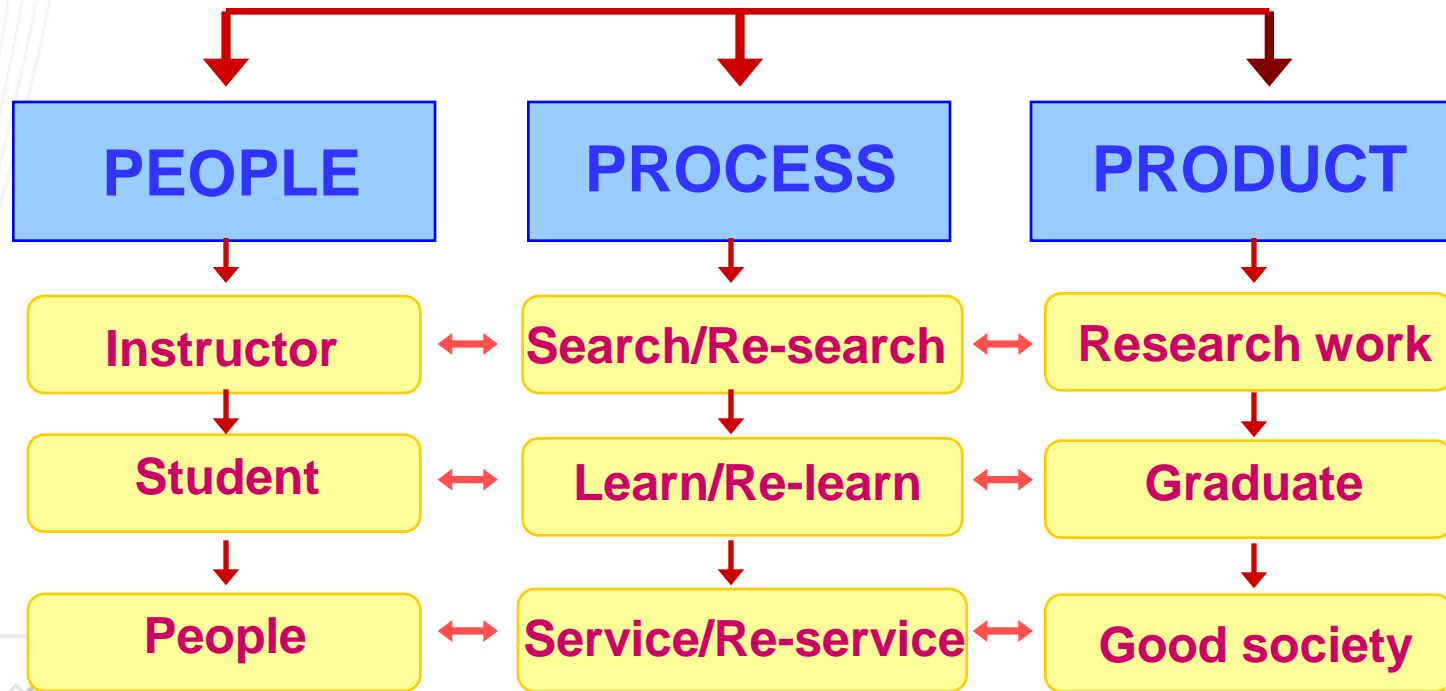 PEOPLE
PROCESS
PRODUCT
Instructor
Search/Re-search
Research work
Student
Learn/Re-learn
Graduate
People
Service/Re-service
Good society